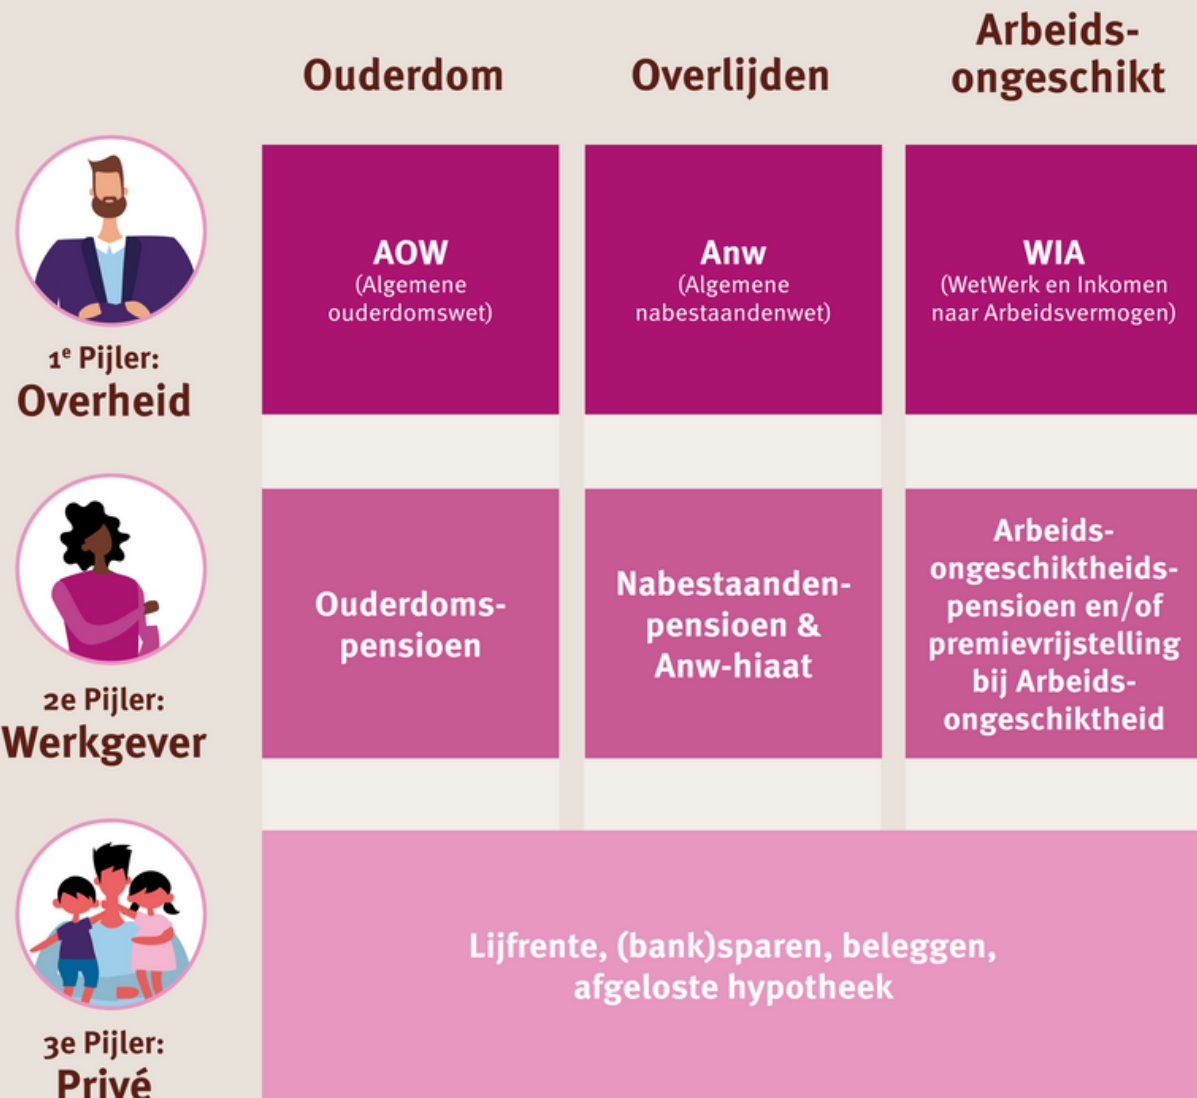 Ouderdom
Overlijden
Arbeids-
ongeschikt
1e Pijler:
Overheid
AOW
(Algemene
ouderdomswet)
Anw
(Algemene
nabestaandenwet)
WIA
(WetWerk en Inkomen
naar Arbeidsvermogen)
2e Pijler:
Werkgever
Ouderdoms-
pensioen
Nabestaanden-
pensioen &
Anw-hiaat
Arbeids-
ongeschiktheids-
pensioen en/of
premievrijstelling
bij Arbeids-
ongeschiktheid
3e Pijler:
Privé
Lijfrente, (bank)sparen, beleggen,
afgeloste hypotheek